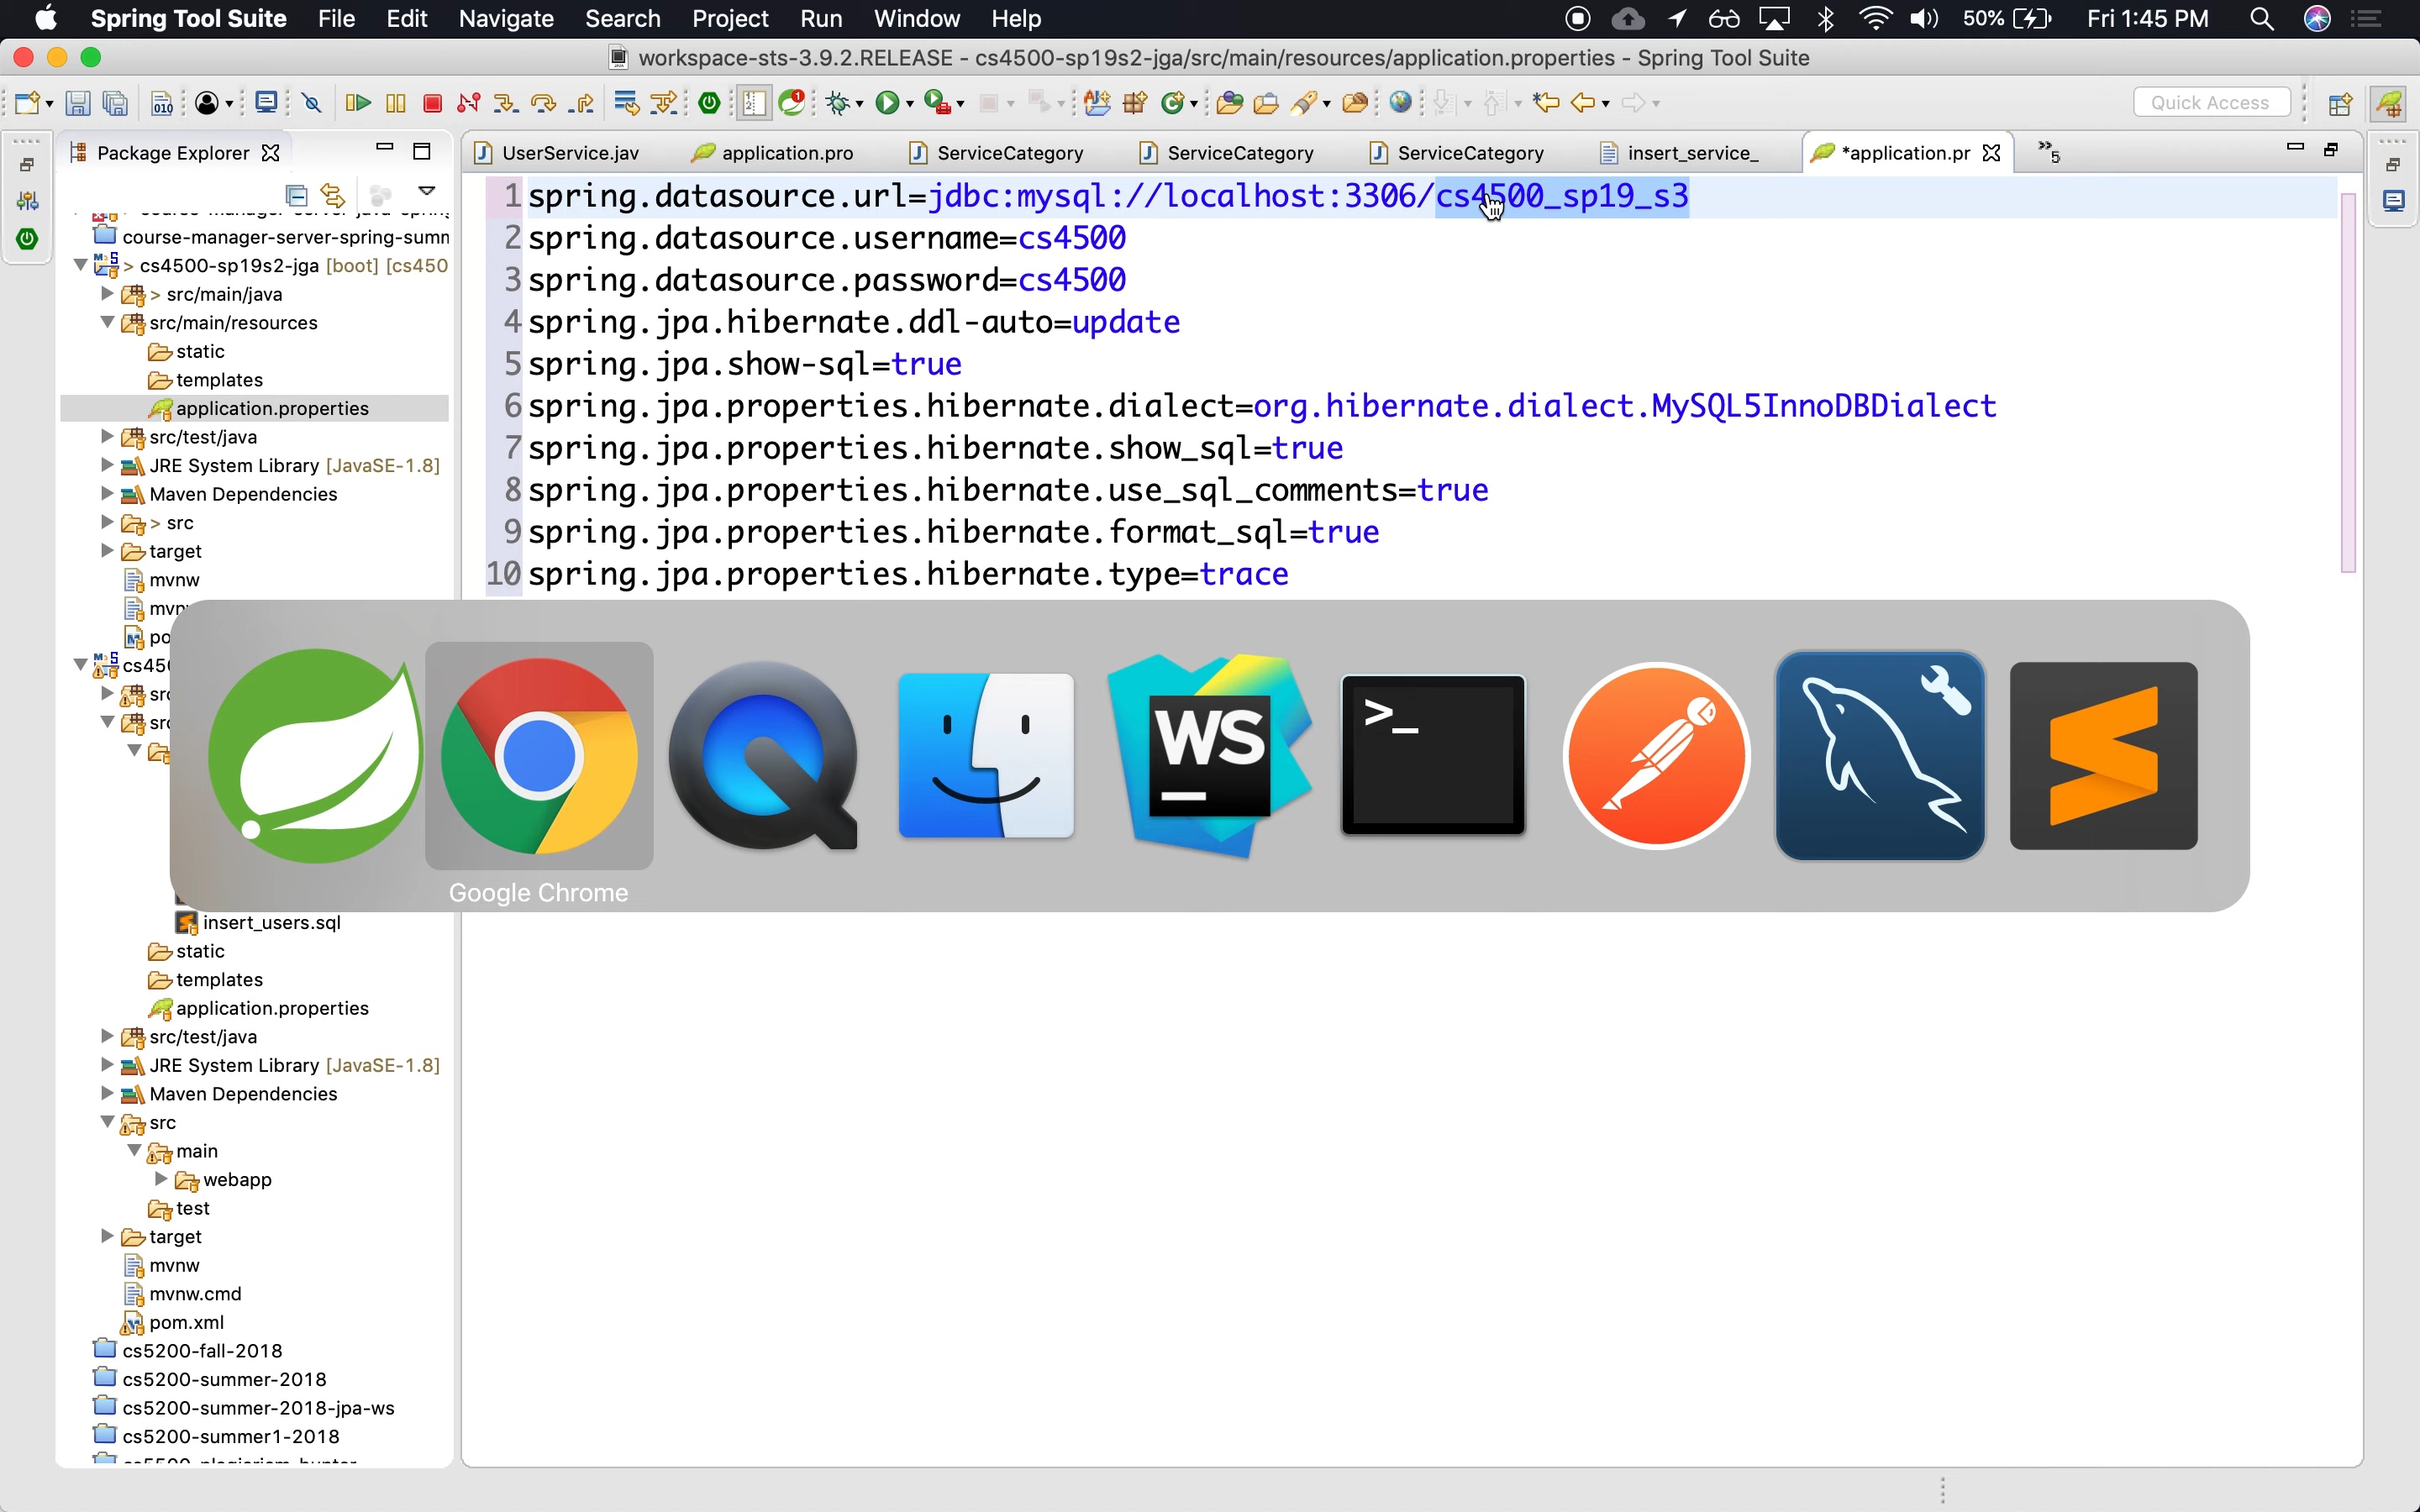 Spring Tool Suite File Edit Navigate Search Project Run Window Help 50% Fri 1:45 PM
workspace-sts-3.9.2.RELEASE - cs4500-sp19s2-jga/src/main/resources/application.properties - Spring Tool Suite
Quick Access
Package Explorer
UserService.jav application.pro ServiceCategory ServiceCategory ServiceCategory insert_service_ *application.pr »5
course-manager-server-spring-summ
> cs4500-sp19s2-jga [boot] [cs450
> src/main/java
src/main/resources
static
templates
application.properties
src/test/java
JRE System Library [JavaSE-1.8]
Maven Dependencies
> src
target
mvnw
1 spring.datasource.url=jdbc:mysql://localhost:3306/cs4500_sp19_s3
2 spring.datasource.username=cs4500
3 spring.datasource.password=cs4500
4 spring.jpa.hibernate.ddl-auto=update
5 spring.jpa.show-sql=true
6 spring.jpa.properties.hibernate.dialect=org.hibernate.dialect.MySQL5InnoDBDialect
7 spring.jpa.properties.hibernate.show_sql=true
8 spring.jpa.properties.hibernate.use_sql_comments=true
9 spring.jpa.properties.hibernate.format_sql=true
10 spring.jpa.properties.hibernate.type=trace
WS
>_
Google Chrome
insert_users.sql
static
templates
application.properties
src/test/java
JRE System Library [JavaSE-1.8]
Maven Dependencies
src
main
webapp
test
target
mvnw
mvnw.cmd
pom.xml
cs5200-fall-2018
cs5200-summer-2018
cs5200-summer-2018-jpa-ws
cs5200-summer1-2018